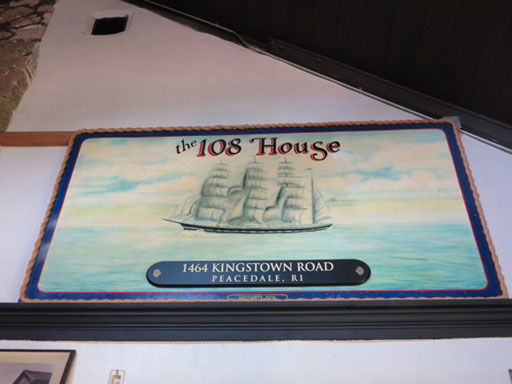 the 108 House
1464 KINGSTOWN ROAD
PEACEDALE, RI